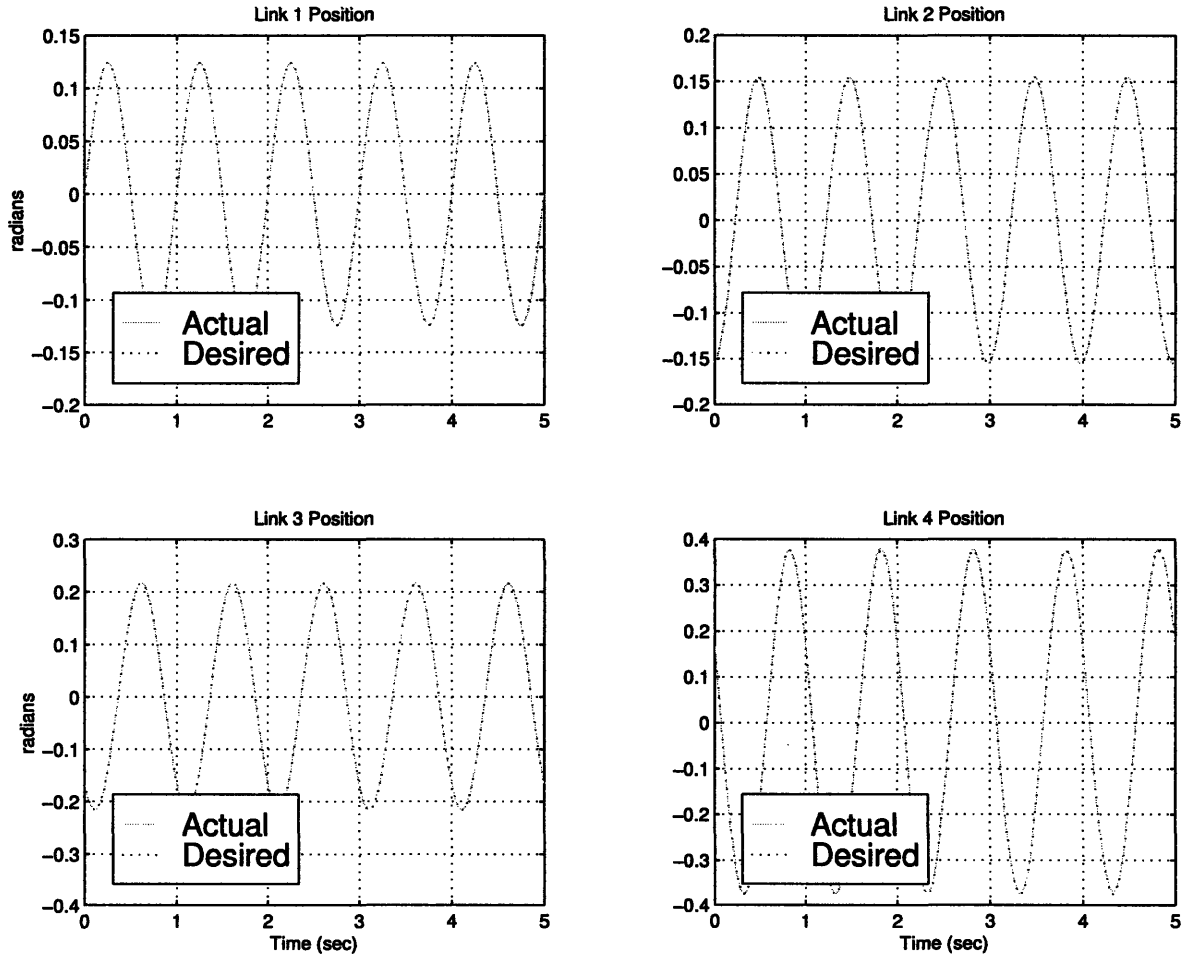 Link 1 Position
0.15
0.1
0.05
0
−0.05
−0.1
−0.15
−0.2
radians
0 1 2 3 4 5
Actual
Desired
Link 2 Position
0.2
0.15
0.1
0.05
0
−0.05
−0.1
−0.15
−0.2
0 1 2 3 4 5
Actual
Desired
Link 3 Position
0.3
0.2
0.1
0
−0.1
−0.2
−0.3
−0.4
radians
0 1 2 3 4 5
Time (sec)
Actual
Desired
Link 4 Position
0.4
0.3
0.2
0.1
0
−0.1
−0.2
−0.3
−0.4
0 1 2 3 4 5
Time (sec)
Actual
Desired